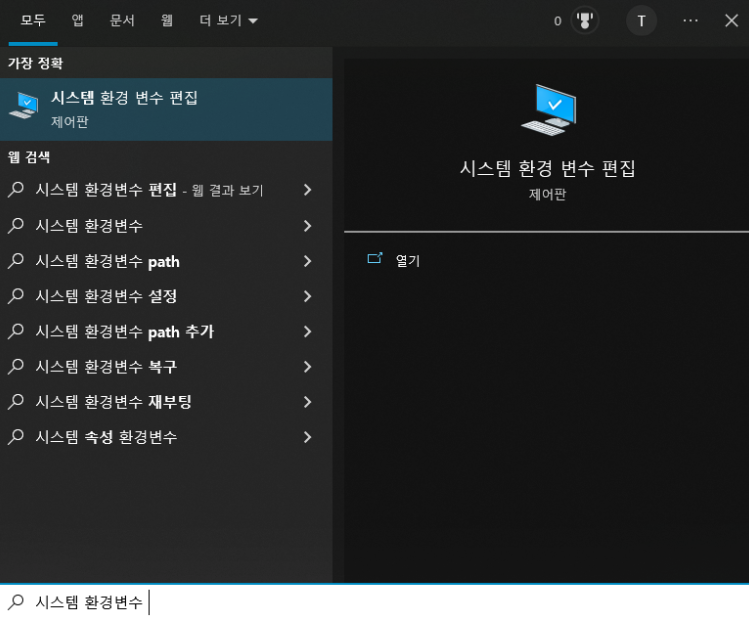 모두 앱 문서 웹 더 보기 0 T ...
가장 정확
시스템 환경 변수 편집
제어판
웹 검색
시스템 환경변수 편집 - 웹 결과 보기
시스템 환경변수
시스템 환경변수 path
시스템 환경변수 설정
시스템 환경변수 path 추가
시스템 환경변수 복구
시스템 환경변수 재부팅
시스템 속성 환경변수
시스템 환경 변수 편집
제어판
열기
시스템 환경변수